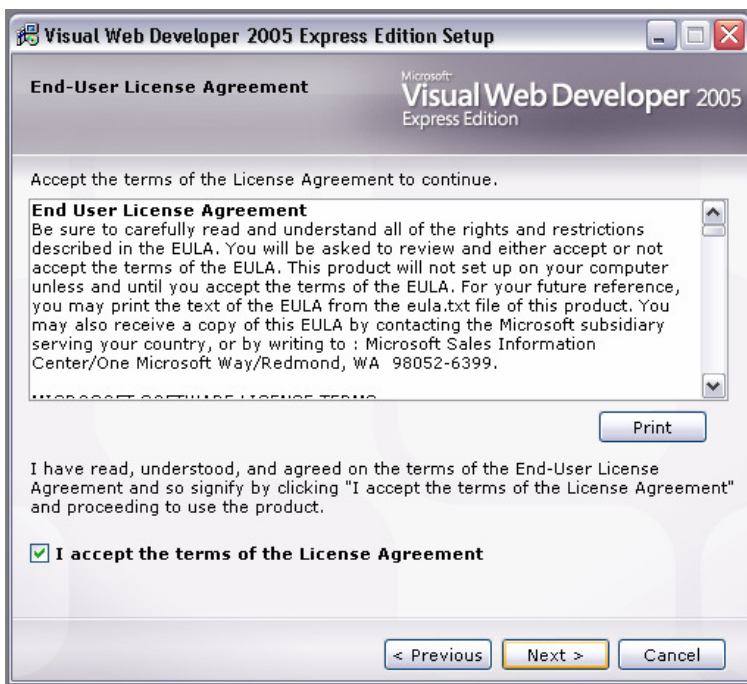 Visual Web Developer 2005 Express Edition Setup
End-User License Agreement
Microsoft
Visual Web Developer 2005
Express Edition
Accept the terms of the License Agreement to continue.
End User License Agreement
Be sure to carefully read and understand all of the rights and restrictions
described in the EULA. You will be asked to review and either accept or not
accept the terms of the EULA. This product will not set up on your computer
unless and until you accept the terms of the EULA. For your future reference,
you may print the text of the EULA from the eula.txt file of this product. You
may also receive a copy of this EULA by contacting the Microsoft subsidiary
serving your country, or by writing to : Microsoft Sales Information
Center/One Microsoft Way/Redmond, WA  98052-6399.
MICROSOFT SOFTWARE LICENSE TERMS
Print
I have read, understood, and agreed on the terms of the End-User License
Agreement and so signify by clicking "I accept the terms of the License Agreement"
and proceeding to use the product.
I accept the terms of the License Agreement
< Previous
Next >
Cancel